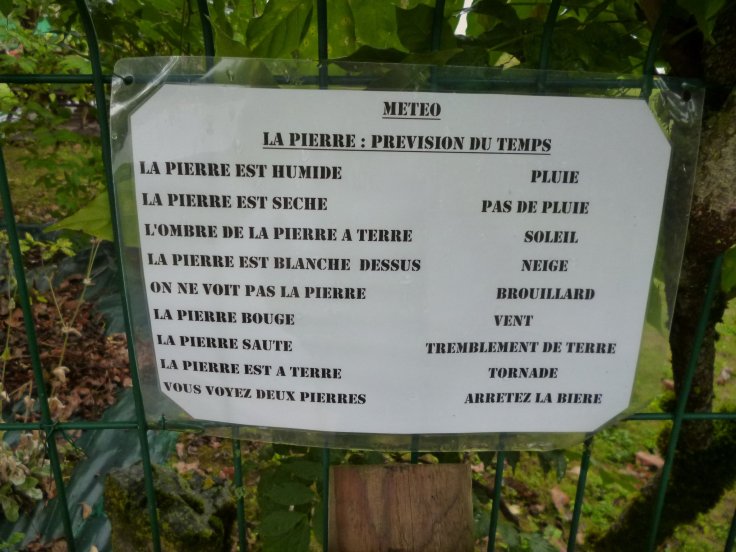 METEO
LA PIERRE : PREVISION DU TEMPS
LA PIERRE EST HUMIDE PLUIE
LA PIERRE EST SECHE PAS DE PLUIE
L'OMBRE DE LA PIERRE A TERRE SOLEIL
LA PIERRE EST BLANCHE DESSUS NEIGE
ON NE VOIT PAS LA PIERRE BROUILLARD
LA PIERRE BOUGE VENT
LA PIERRE SAUTE TREMBLEMENT DE TERRE
LA PIERRE EST A TERRE TORNADE
VOUS VOYEZ DEUX PIERRES ARRETEZ LA BIERE